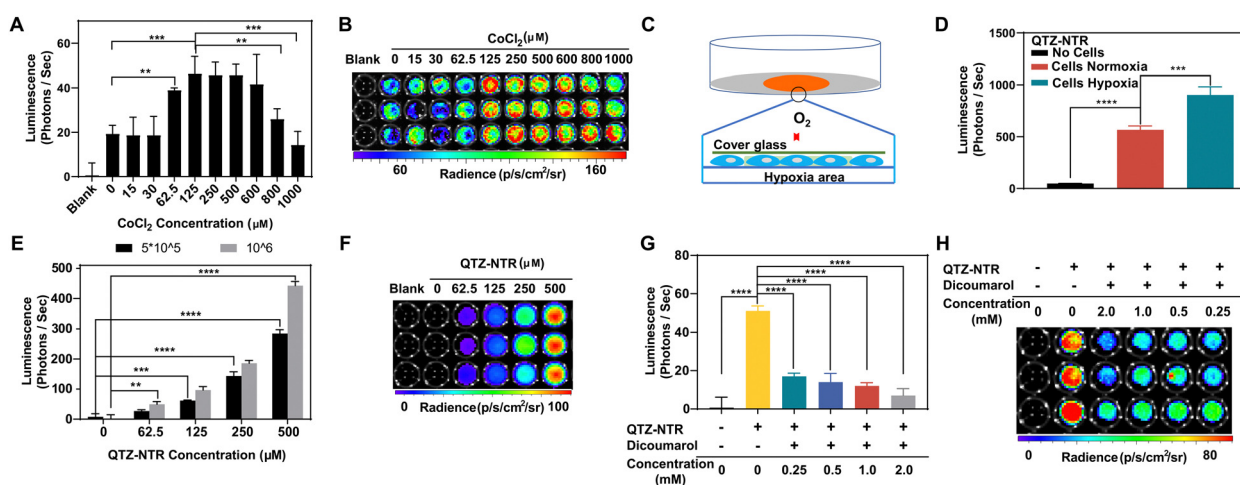 A
Luminescence
(Photons / Sec)
60
40
20
0
***
***
**
**
Blank
0
15
30
62.5
125
250
500
600
800
1000
CoCl2 Concentration (μM)
B
CoCl2(μM)
Blank 0 15 30 62.5 125 250 500 600 800 1000
60 160
Radience (p/s/cm2/sr)
C
O2
Cover glass
Hypoxia area
D
QTZ-NTR
No Cells
Cells Normoxia
Cells Hypoxia
Luminescence
(Photons / Sec)
1500
1000
500
0
****
***
E
5*10^5 10^6
Luminescence
(Photons / Sec)
500
400
300
200
100
0
****
****
****
***
**
0 62.5 125 250 500
QTZ-NTR Concentration (μM)
F
QTZ-NTR (μM)
Blank 0 62.5 125 250 500
0 Radience(p/s/cm2/sr) 100
G
Luminescence
(Photons / Sec)
80
60
40
20
0
****
****
****
**** ****
QTZ-NTR - + + + + +
Dicoumarol - - + + + +
Concentration 0 0 0.25 0.5 1.0 2.0
(mM)
H
QTZ-NTR - + + + + +
Dicoumarol - - + + + +
Concentration 0 0 2.0 1.0 0.5 0.25
(mM)
0 Radience (p/s/cm2/sr) 80